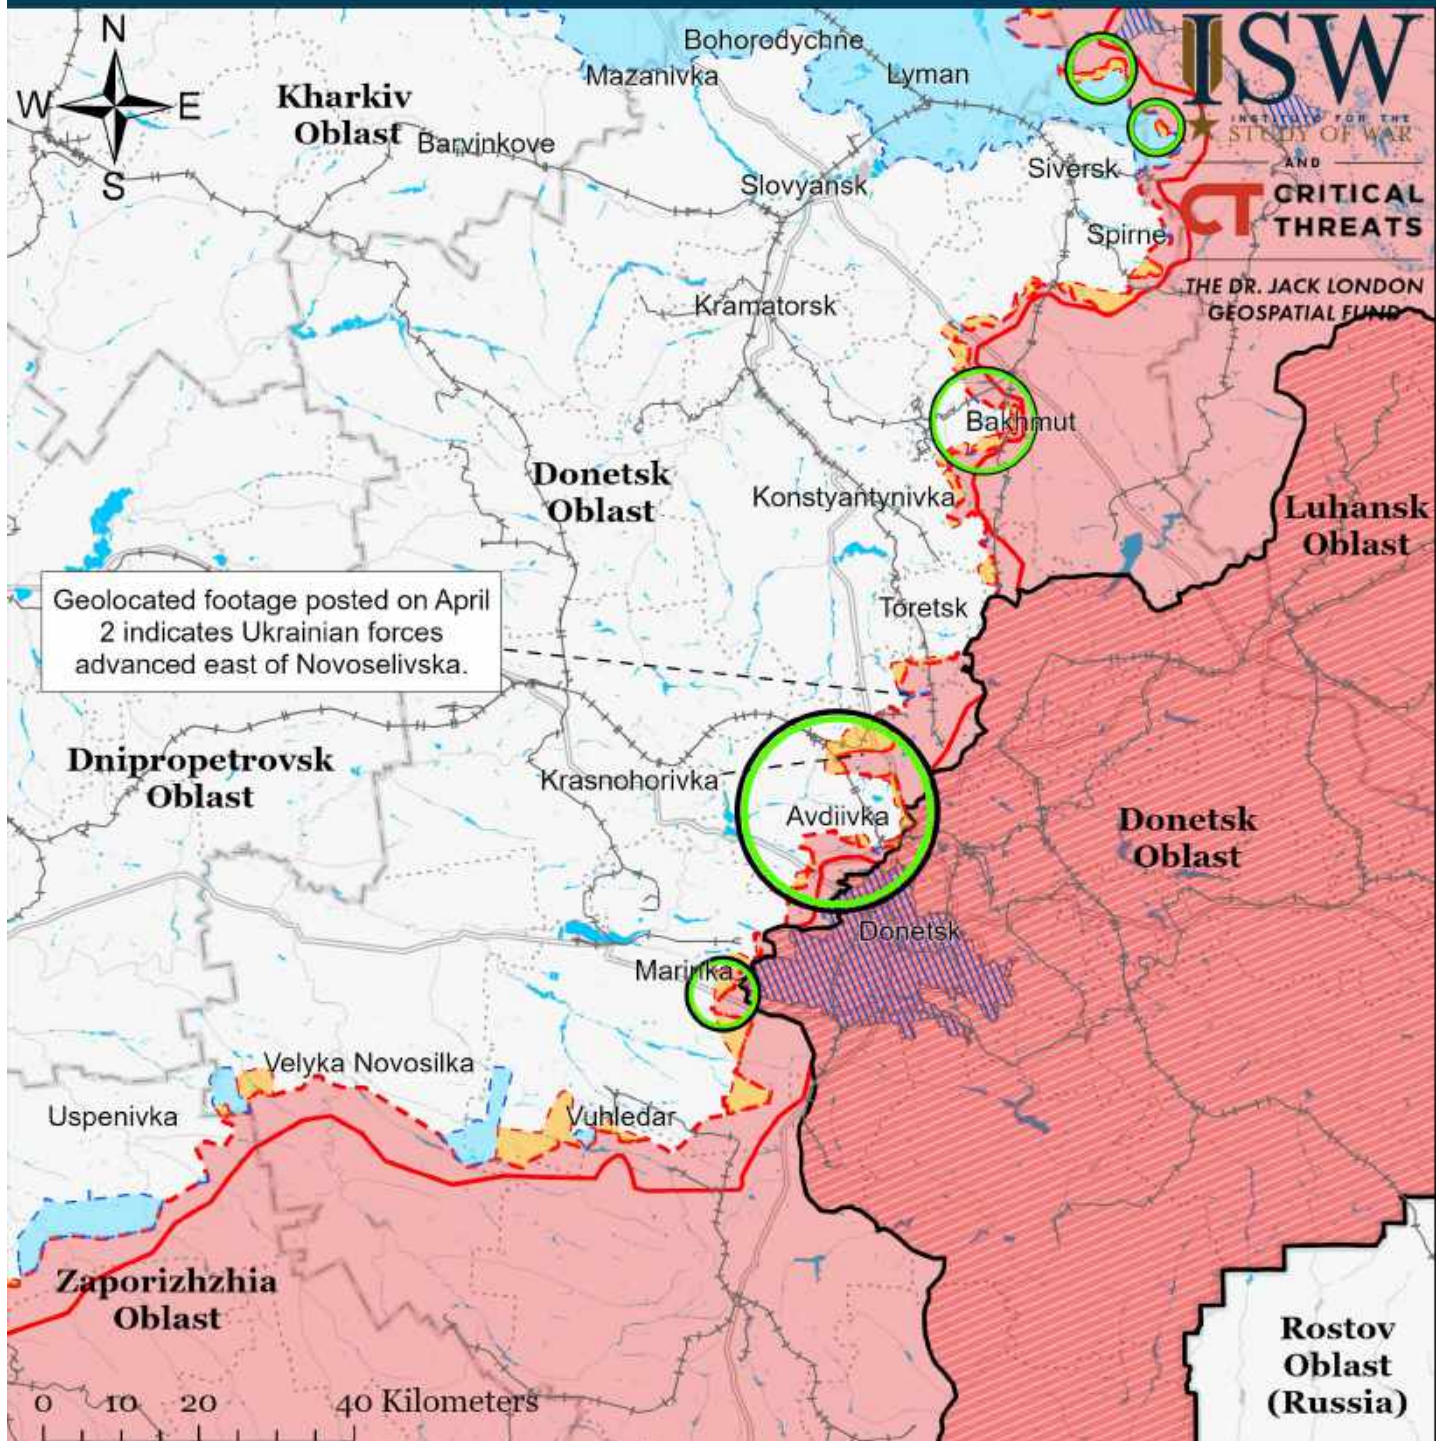 N
W
E
S
Kharkiv
Oblast
Barvinkove
Bohorodychne
Mazanivka
Lyman
ISW
INSTITUTE FOR THE
STUDY OF WAR
AND
CT CRITICAL
THREATS
THE DR. JACK LONDON
GEOSPATIAL FUND
Siversk
Slovyansk
Spirne
Kramatorsk
Bakhmut
Donetsk
Oblast
Konstyantynivka
Luhansk
Oblast
Geolocated footage posted on April
2 indicates Ukrainian forces
advanced east of Novoselivska.
Toretsk
Dnipropetrovsk
Oblast
Krasnohorivka
Avdiivka
Donetsk
Oblast
Donetsk
Marinka
Velyka Novosilka
Uspenivka
Vuhledar
Zaporizhzhia
Oblast
Rostov
Oblast
(Russia)
0 10 20 40 Kilometers